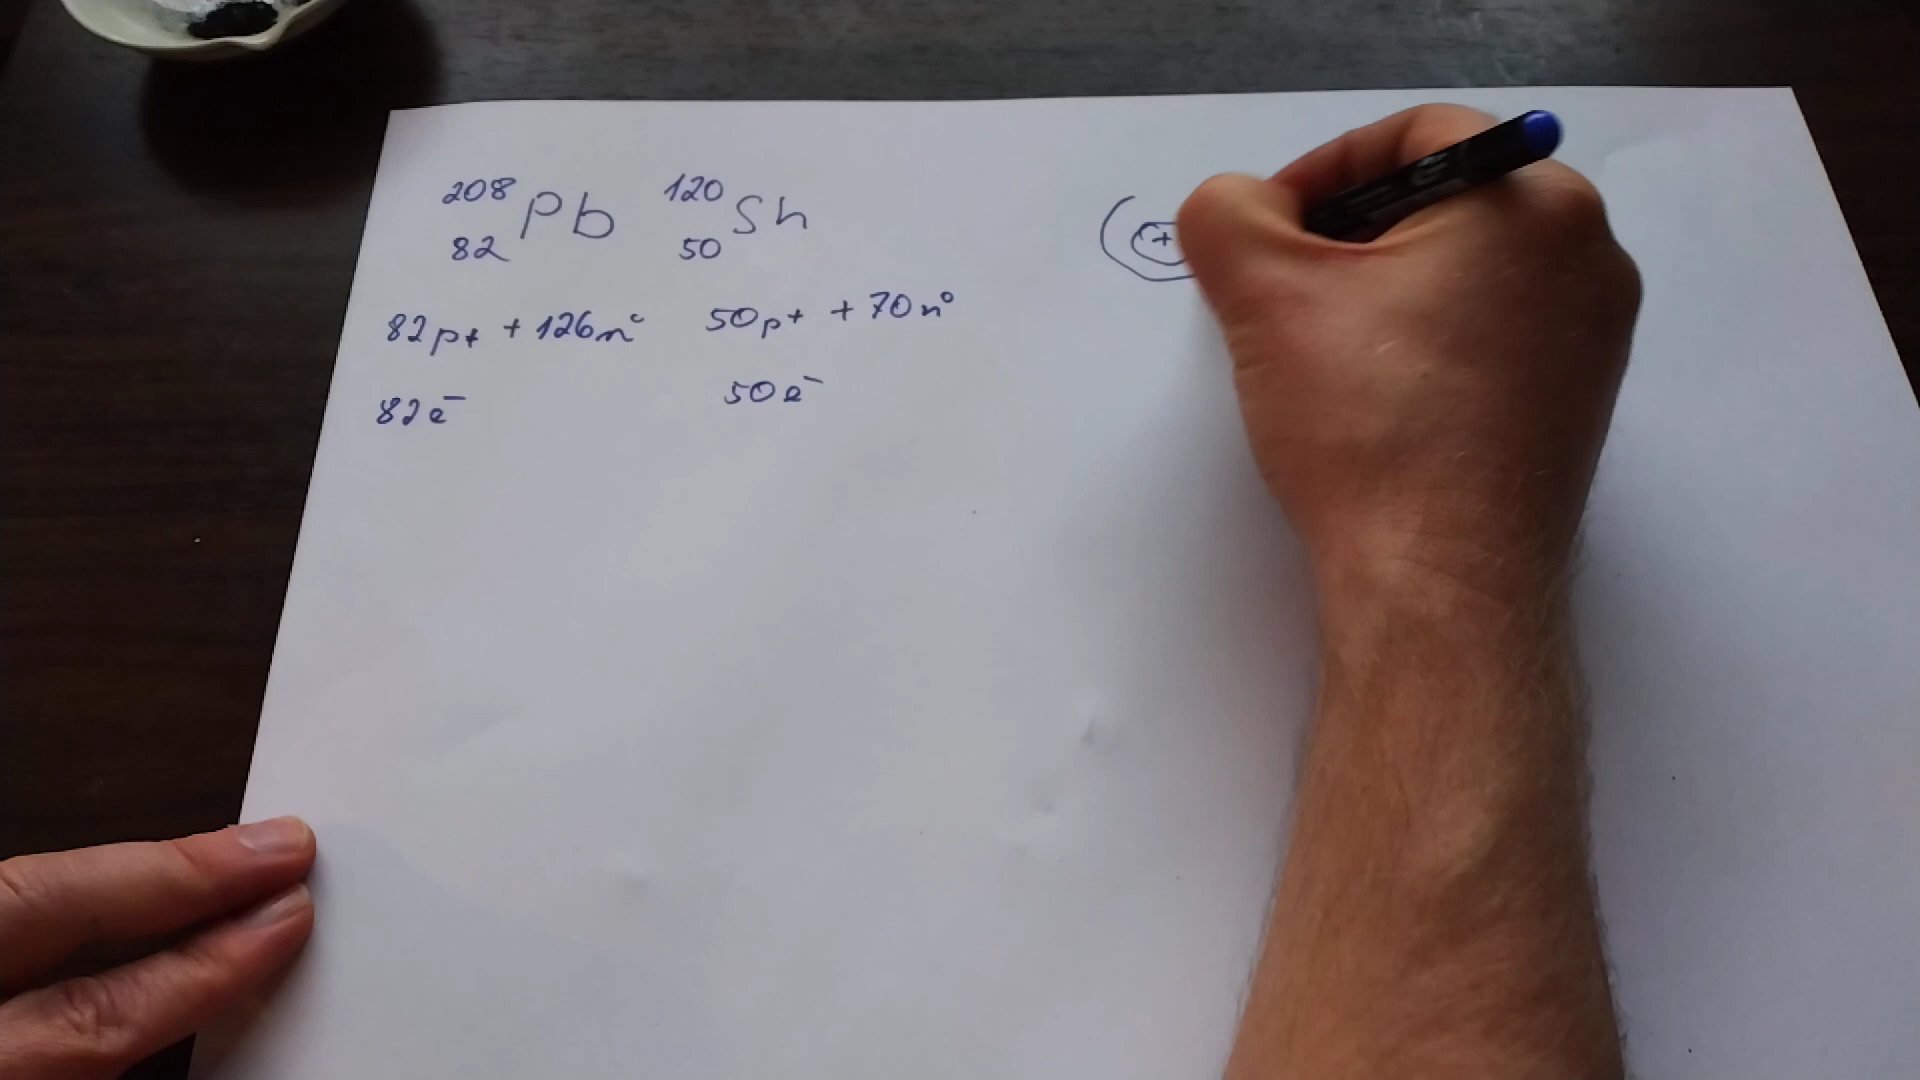 208 Pb 120 Sn
82 50
82p+ + 126n° 50p+ + 70n°
82e⁻ 50e⁻
+